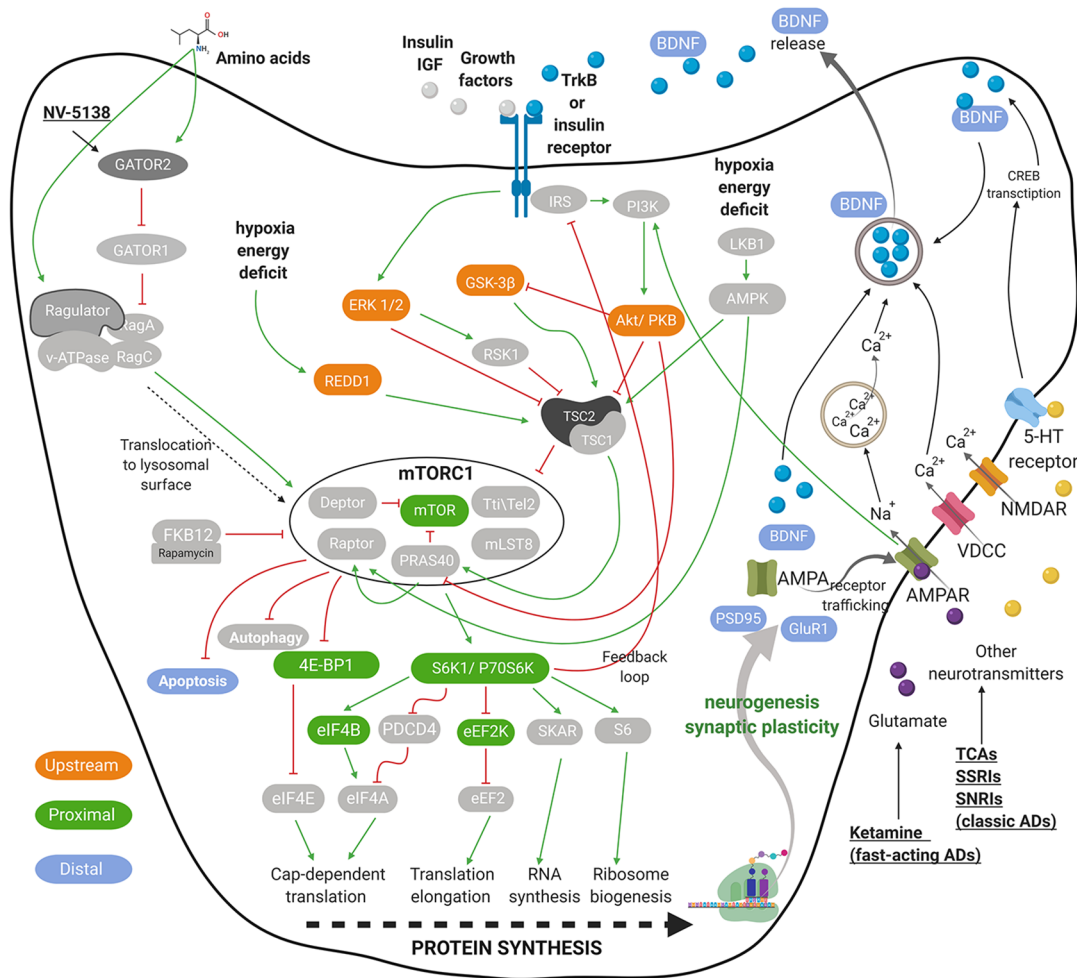 O
OH
NH2
Amino acids
Insulin
IGF
Growth
factors
TrkB
or
insulin
receptor
BDNF
BDNF
release
NV-5138
GATOR2
GATOR1
Ragulator
RagA
v-ATPase
RagC
hypoxia
energy
deficit
IRS
PI3K
hypoxia
energy
deficit
LKB1
AMPK
GSK-3β
ERK 1/2
Akt/ PKB
RSK1
REDD1
TSC2
TSC1
BDNF
BDNF
CREB
transctiption
Ca2+
Ca2+
Ca2+
Ca2+
Na+
Ca2+
Ca2+
5-HT
receptor
NMDAR
VDCC
AMPAR
Translocation
to lysosomal
surface
mTORC1
Deptor
mTOR
Tti\Tel2
Raptor
PRAS40
mLST8
FKB12
Rapamycin
BDNF
AMPA
receptor
trafficking
PSD95
GluR1
Autophagy
Apoptosis
4E-BP1
S6K1/ P70S6K
Feedback
loop
eIF4B
PDCD4
eEF2K
SKAR
S6
neurogenesis
synaptic plasticity
Other
neurotransmitters
Glutamate
TCAs
SSRIs
SNRIs
(classic ADs)
Ketamine
(fast-acting ADs)
Upstream
Proximal
Distal
eIF4E
eIF4A
eEF2
Cap-dependent
translation
Translation
elongation
RNA
synthesis
Ribosome
biogenesis
PROTEIN SYNTHESIS